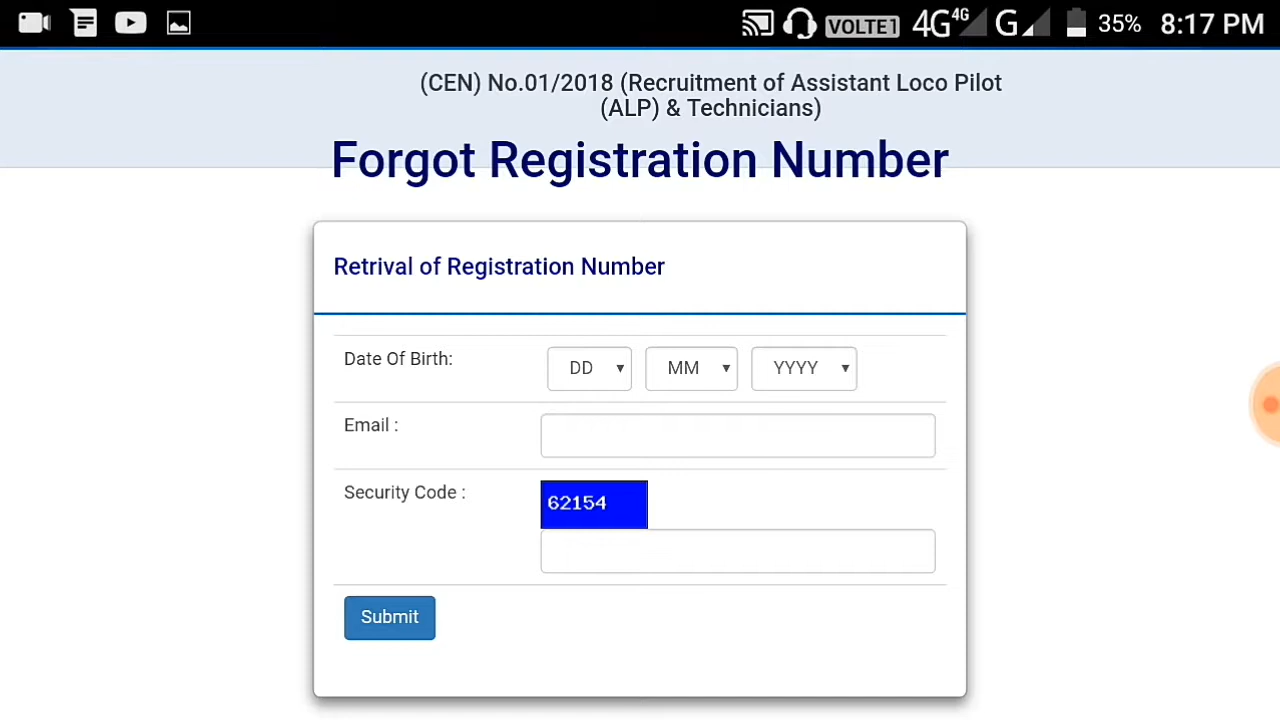 VOLTE1 4G 4G G 35% 8:17 PM
(CEN) No.01/2018 (Recruitment of Assistant Loco Pilot
(ALP) & Technicians)
Forgot Registration Number
Retrival of Registration Number
Date Of Birth: DD MM YYYY
Email :
Security Code : 62154
Submit